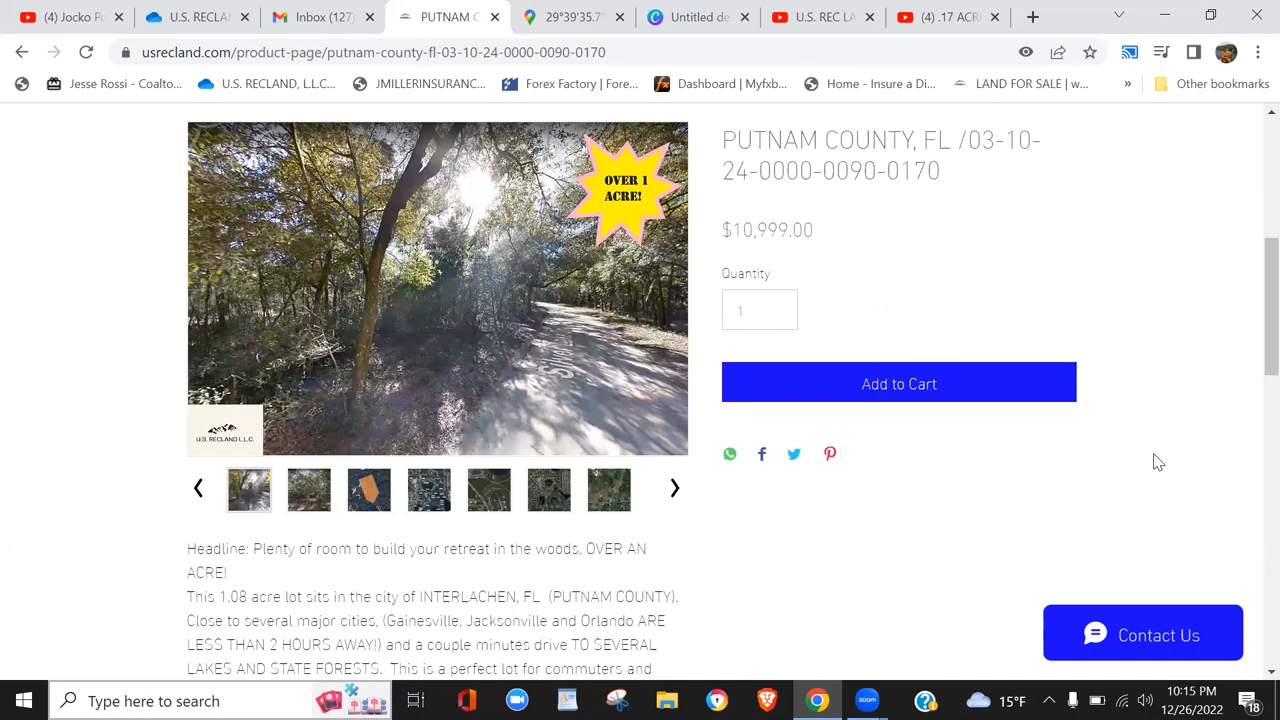 (4) Jocko Po
U.S. RECLA
Inbox (127)
PUTNAM C
29°39'35.7"
Untitled de
U.S. REC LA
(4) .17 ACR
usrecland.com/product-page/putnam-county-fl-03-10-24-0000-0090-0170
Jesse Rossi - Coalto...
U.S. RECLAND, L.L.C...
JMILLERINSURANC...
Forex Factory | Fore...
Dashboard | Myfxb...
Home - Insure a Di...
LAND FOR SALE | w...
» Other bookmarks
OVER 1
ACRE!
Silver
U.S. RECLAND L.L.C.
PUTNAM COUNTY, FL /03-10-
24-0000-0090-0170
$10,999.00
Quantity
1
Add to Cart
Headline: Plenty of room to build your retreat in the woods, OVER AN
ACRE!
This 1.08 acre lot sits in the city of INTERLACHEN, FL (PUTNAM COUNTY).
Close to several major cities, (Gainesville, Jacksonville and Orlando ARE
LESS THAN 2 HOURS AWAY!) and a couple minutes drive TO SEVERAL
LAKES AND STATE FORESTS. This is a perfect lot for commuters and
Contact Us
Type here to search
zoom
15°F
10:15 PM
12/26/2022
18